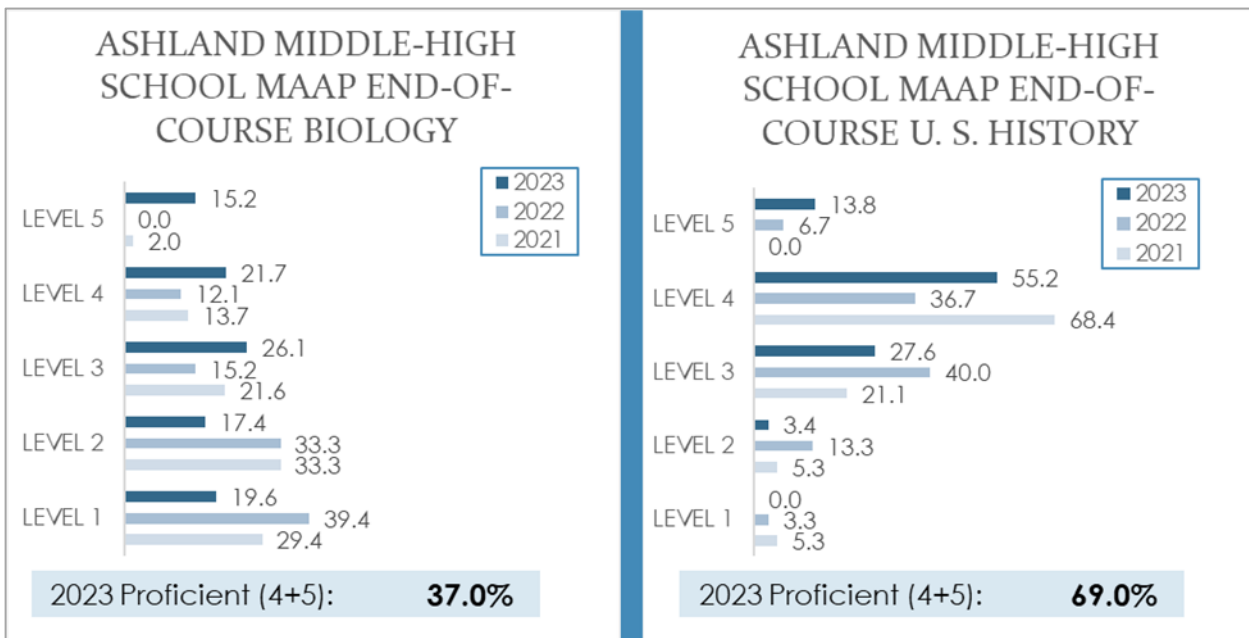 ASHLAND MIDDLE-HIGH
SCHOOL MAAP END-OF-
COURSE BIOLOGY
2023
2022
2021
LEVEL 5
15.2
0.0
2.0
LEVEL 4
21.7
12.1
13.7
LEVEL 3
26.1
15.2
21.6
LEVEL 2
17.4
33.3
33.3
LEVEL 1
19.6
39.4
29.4
2023 Proficient (4+5): 37.0%
ASHLAND MIDDLE-HIGH
SCHOOL MAAP END-OF-
COURSE U. S. HISTORY
2023
2022
2021
LEVEL 5
13.8
6.7
0.0
LEVEL 4
55.2
36.7
68.4
LEVEL 3
27.6
40.0
21.1
LEVEL 2
3.4
13.3
5.3
LEVEL 1
0.0
3.3
5.3
2023 Proficient (4+5): 69.0%